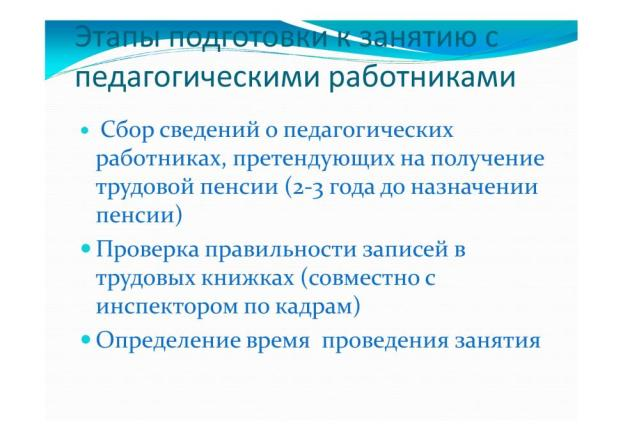 Этапы подготовки к занятию с
педагогическими работниками
• Сбор сведений о педагогических
работниках, претендующих на получение
трудовой пенсии (2-3 года до назначении
пенсии)
• Проверка правильности записей в
трудовых книжках (совместно с
инспектором по кадрам)
• Определение время  проведения занятия